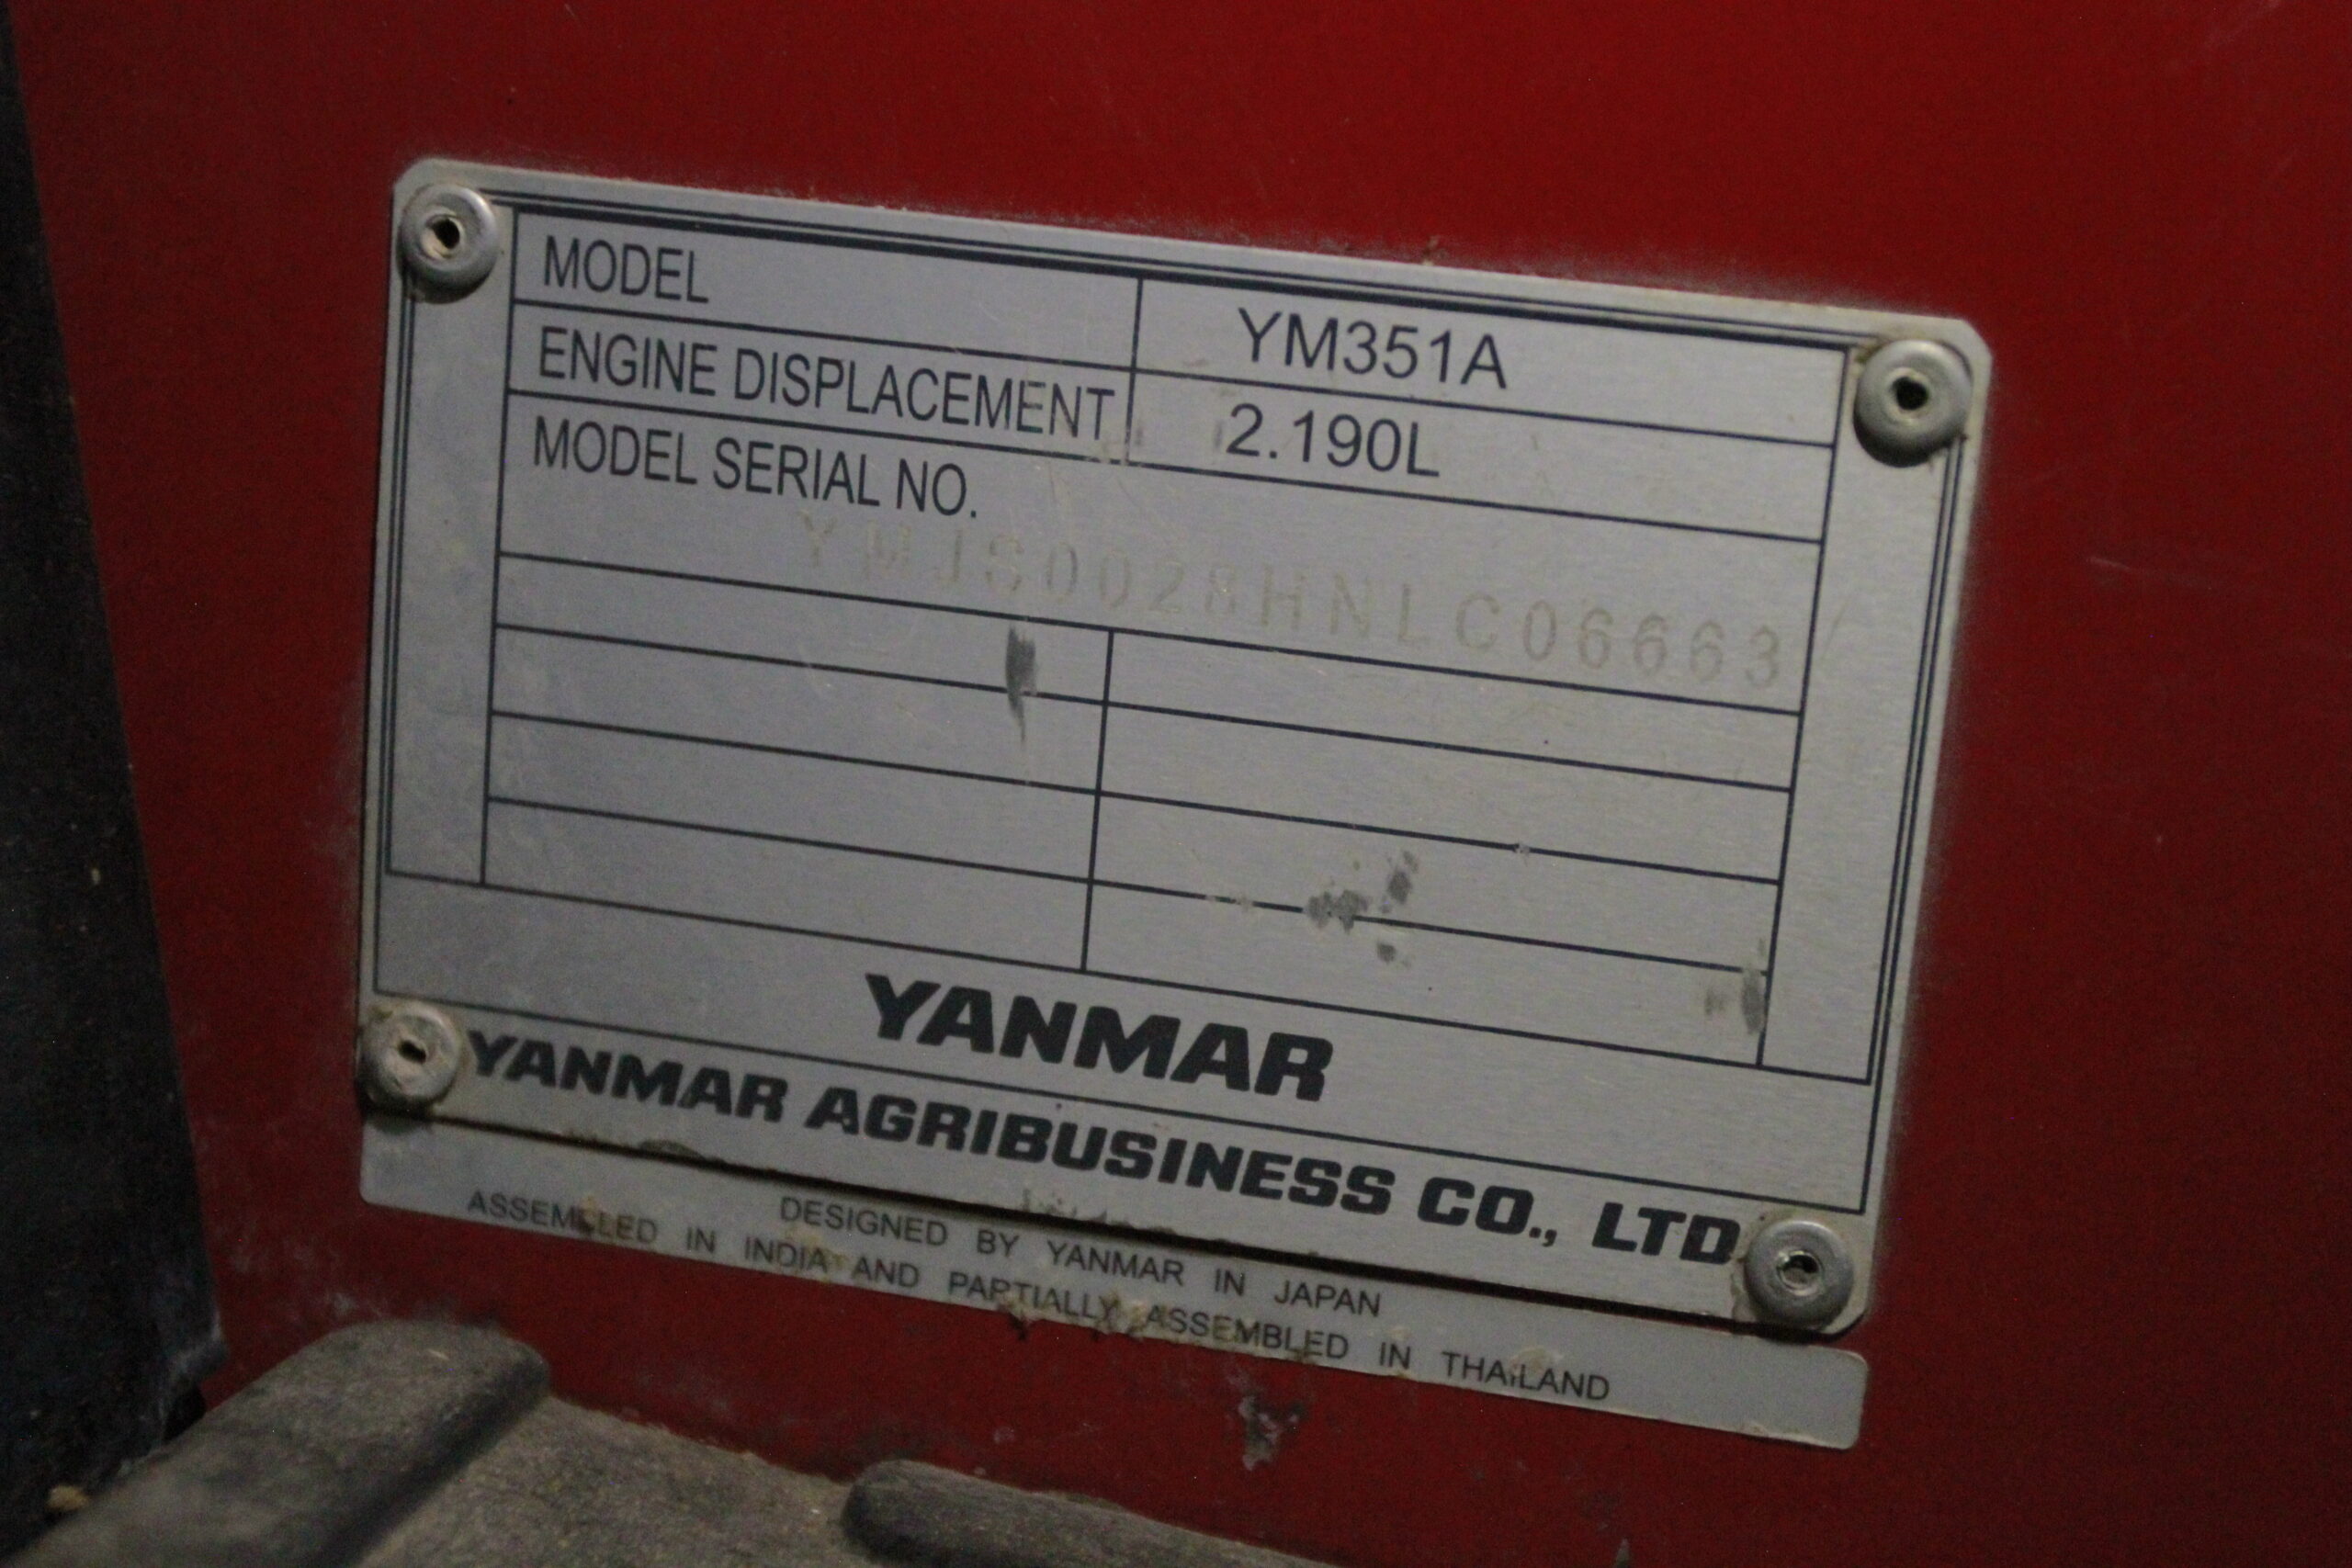 MODEL YM351A
ENGINE DISPLACEMENT 2.190L
MODEL SERIAL NO.
YMJS0028HNLC06663
YANMAR
YANMAR AGRIBUSINESS CO., LTD
DESIGNED BY YANMAR IN JAPAN
ASSEMBLED IN INDIA AND PARTIALLY ASSEMBLED IN THAILAND